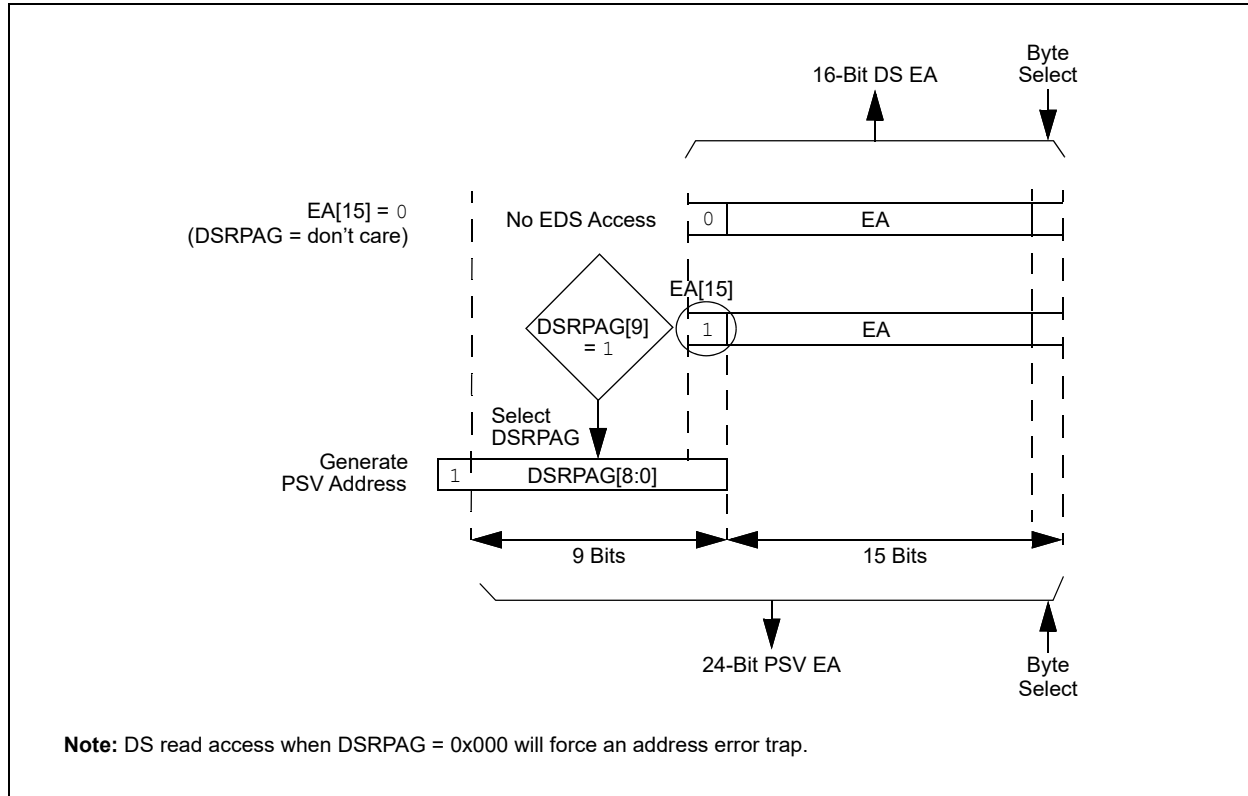 16-Bit DS EA
Byte
Select
EA[15] = 0
(DSRPAG = don't care)
No EDS Access
0
EA
EA[15]
DSRPAG[9]
= 1
1
EA
Select
DSRPAG
Generate
PSV Address
1
DSRPAG[8:0]
9 Bits
15 Bits
24-Bit PSV EA
Byte
Select
Note: DS read access when DSRPAG = 0x000 will force an address error trap.